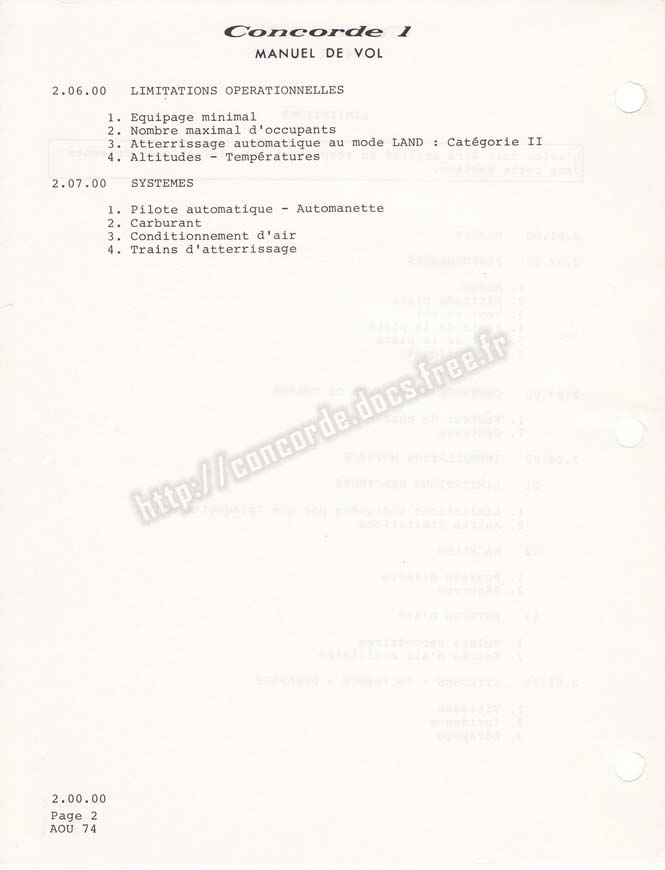 Concorde 1
MANUEL DE VOL
2.06.00 LIMITATIONS OPERATIONNELLES
1. Equipage minimal
2. Nombre maximal d'occupants
3. Atterrissage automatique au mode LAND : Catégorie II
4. Altitudes - Températures
2.07.00 SYSTEMES
1. Pilote automatique - Automanette
2. Carburant
3. Conditionnement d'air
4. Trains d'atterrissage
http://concorde.docs.free.fr
2.00.00
Page 2
AOU 74